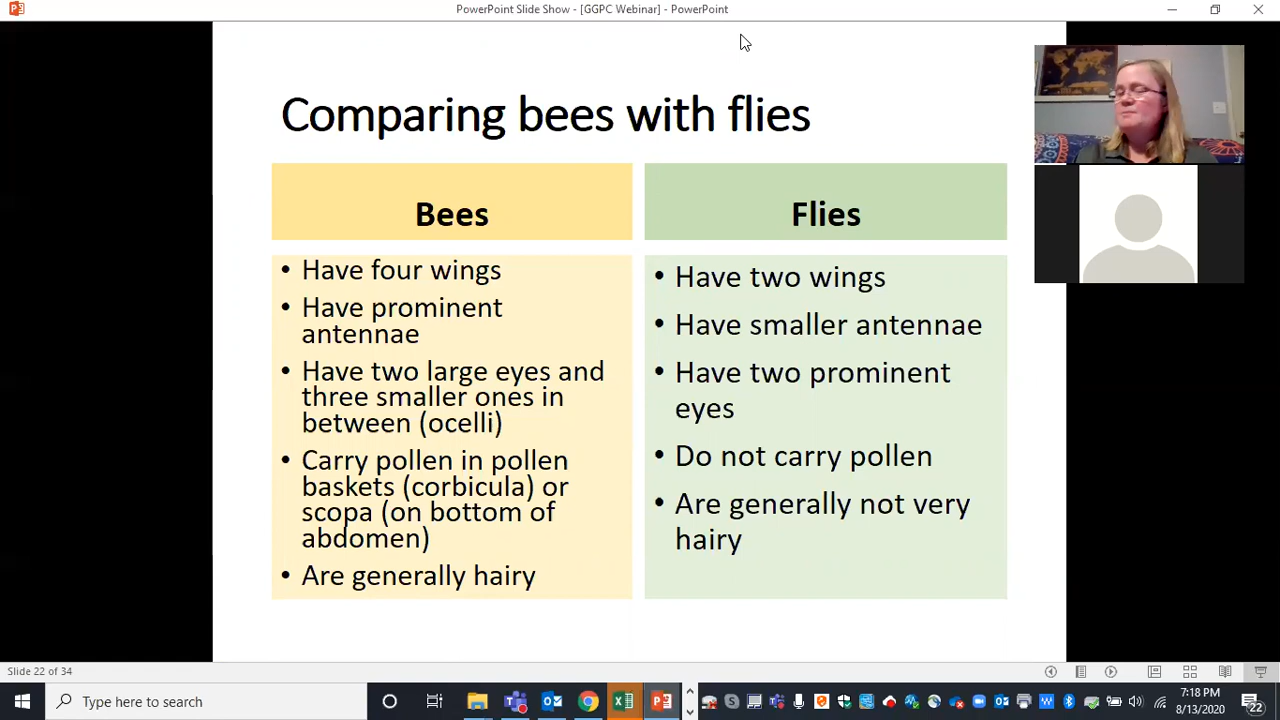 PowerPoint Slide Show - [GGPC Webinar] - PowerPoint
Comparing bees with flies
Bees
• Have four wings
• Have prominent
antennae
• Have two large eyes and
three smaller ones in
between (ocelli)
• Carry pollen in pollen
baskets (corbicula) or
scopa (on bottom of
abdomen)
• Are generally hairy
Flies
• Have two wings
• Have smaller antennae
• Have two prominent
eyes
• Do not carry pollen
• Are generally not very
hairy
Slide 22 of 34
Type here to search
7:18 PM
8/13/2020
22